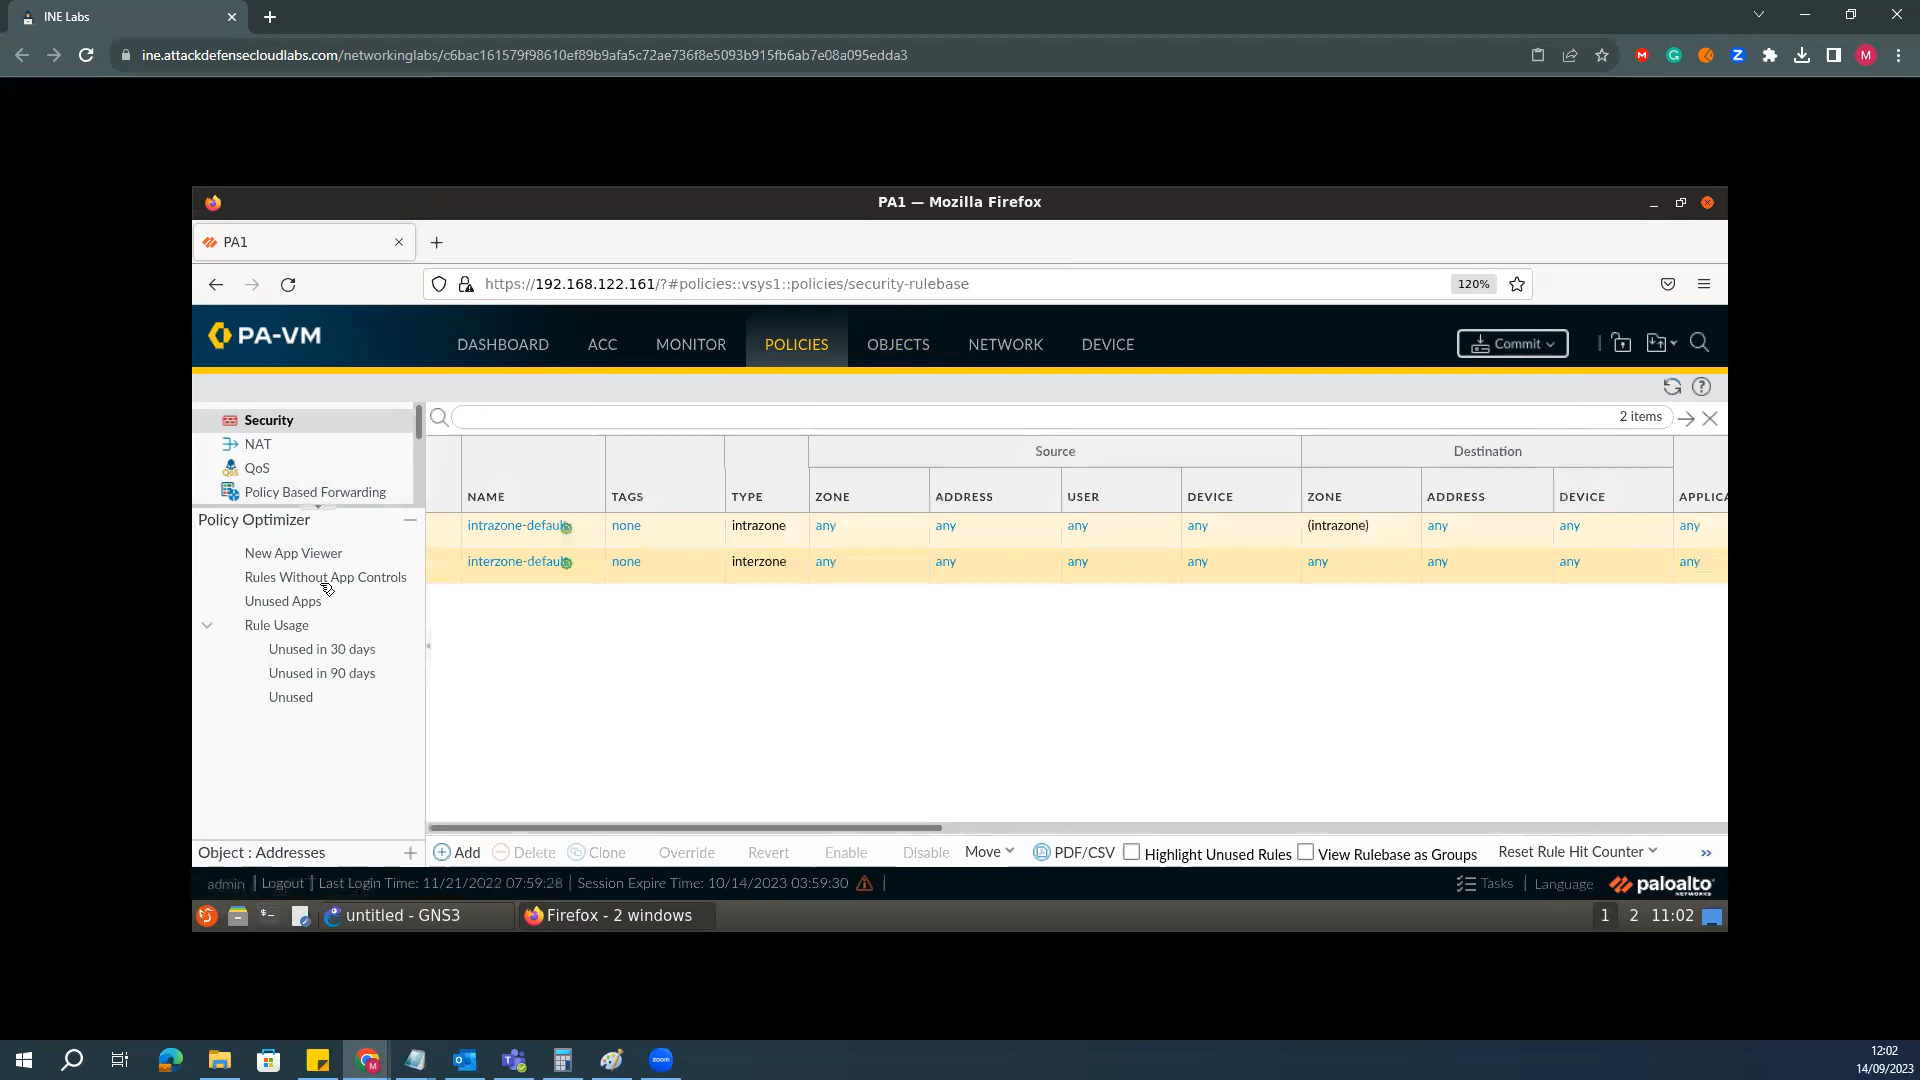 INE Labs
ine.attackdefensecloudlabs.com/networkinglabs/c6bac161579f98610ef89b9afa5c72ae736f8e5093b915fb6ab7e08a095edda3
M
PA1 — Mozilla Firefox
PA1
https://192.168.122.161/?#policies::vsys1::policies/security-rulebase
120%
PA-VM
DASHBOARD ACC MONITOR POLICIES OBJECTS NETWORK DEVICE
Commit
Security
NAT
QoS
Policy Based Forwarding
Policy Optimizer
New App Viewer
Rules Without App Controls
Unused Apps
Rule Usage
Unused in 30 days
Unused in 90 days
Unused
Object : Addresses
2 items
Source Destination
NAME TAGS TYPE ZONE ADDRESS USER DEVICE ZONE ADDRESS DEVICE APPLICA
intrazone-default none intrazone any any any any (intrazone) any any any
interzone-default none interzone any any any any any any any any
Add Delete Clone Override Revert Enable Disable Move PDF/CSV Highlight Unused Rules View Rulebase as Groups Reset Rule Hit Counter
admin | Logout | Last Login Time: 11/21/2022 07:59:28 | Session Expire Time: 10/14/2023 03:59:30 |
Tasks | Language paloalto
untitled - GNS3
Firefox - 2 windows
1 2 11:02
zoom
12:02
14/09/2023